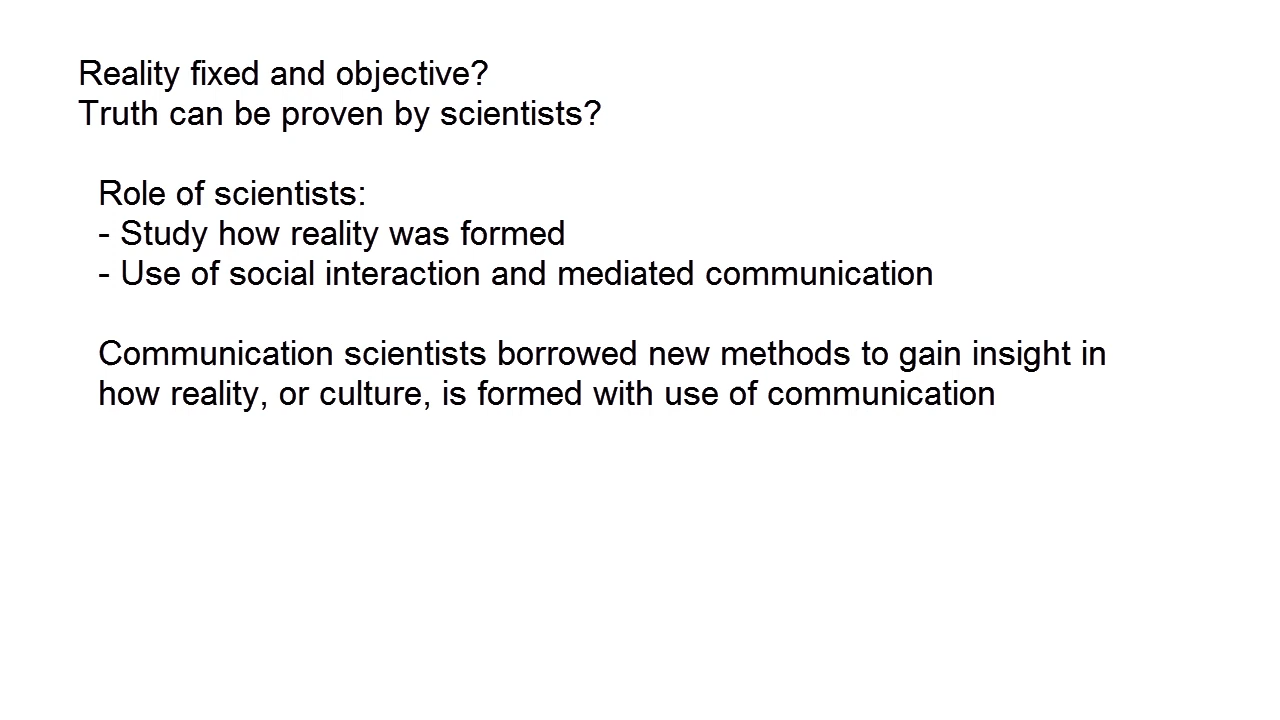 Reality fixed and objective?
Truth can be proven by scientists?
Role of scientists:
- Study how reality was formed
- Use of social interaction and mediated communication
Communication scientists borrowed new methods to gain insight in
how reality, or culture, is formed with use of communication